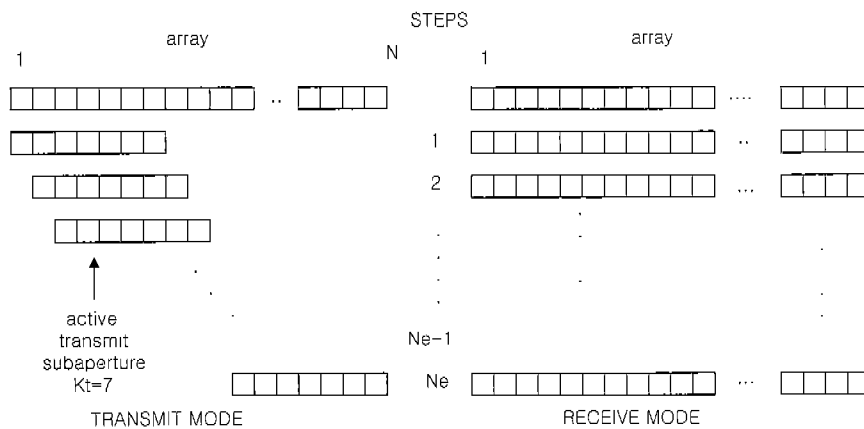 STEPS
array
array
1
N
1
1
2
active
transmit
subaperture
Kt=7
Ne-1
Ne
TRANSMIT MODE
RECEIVE MODE